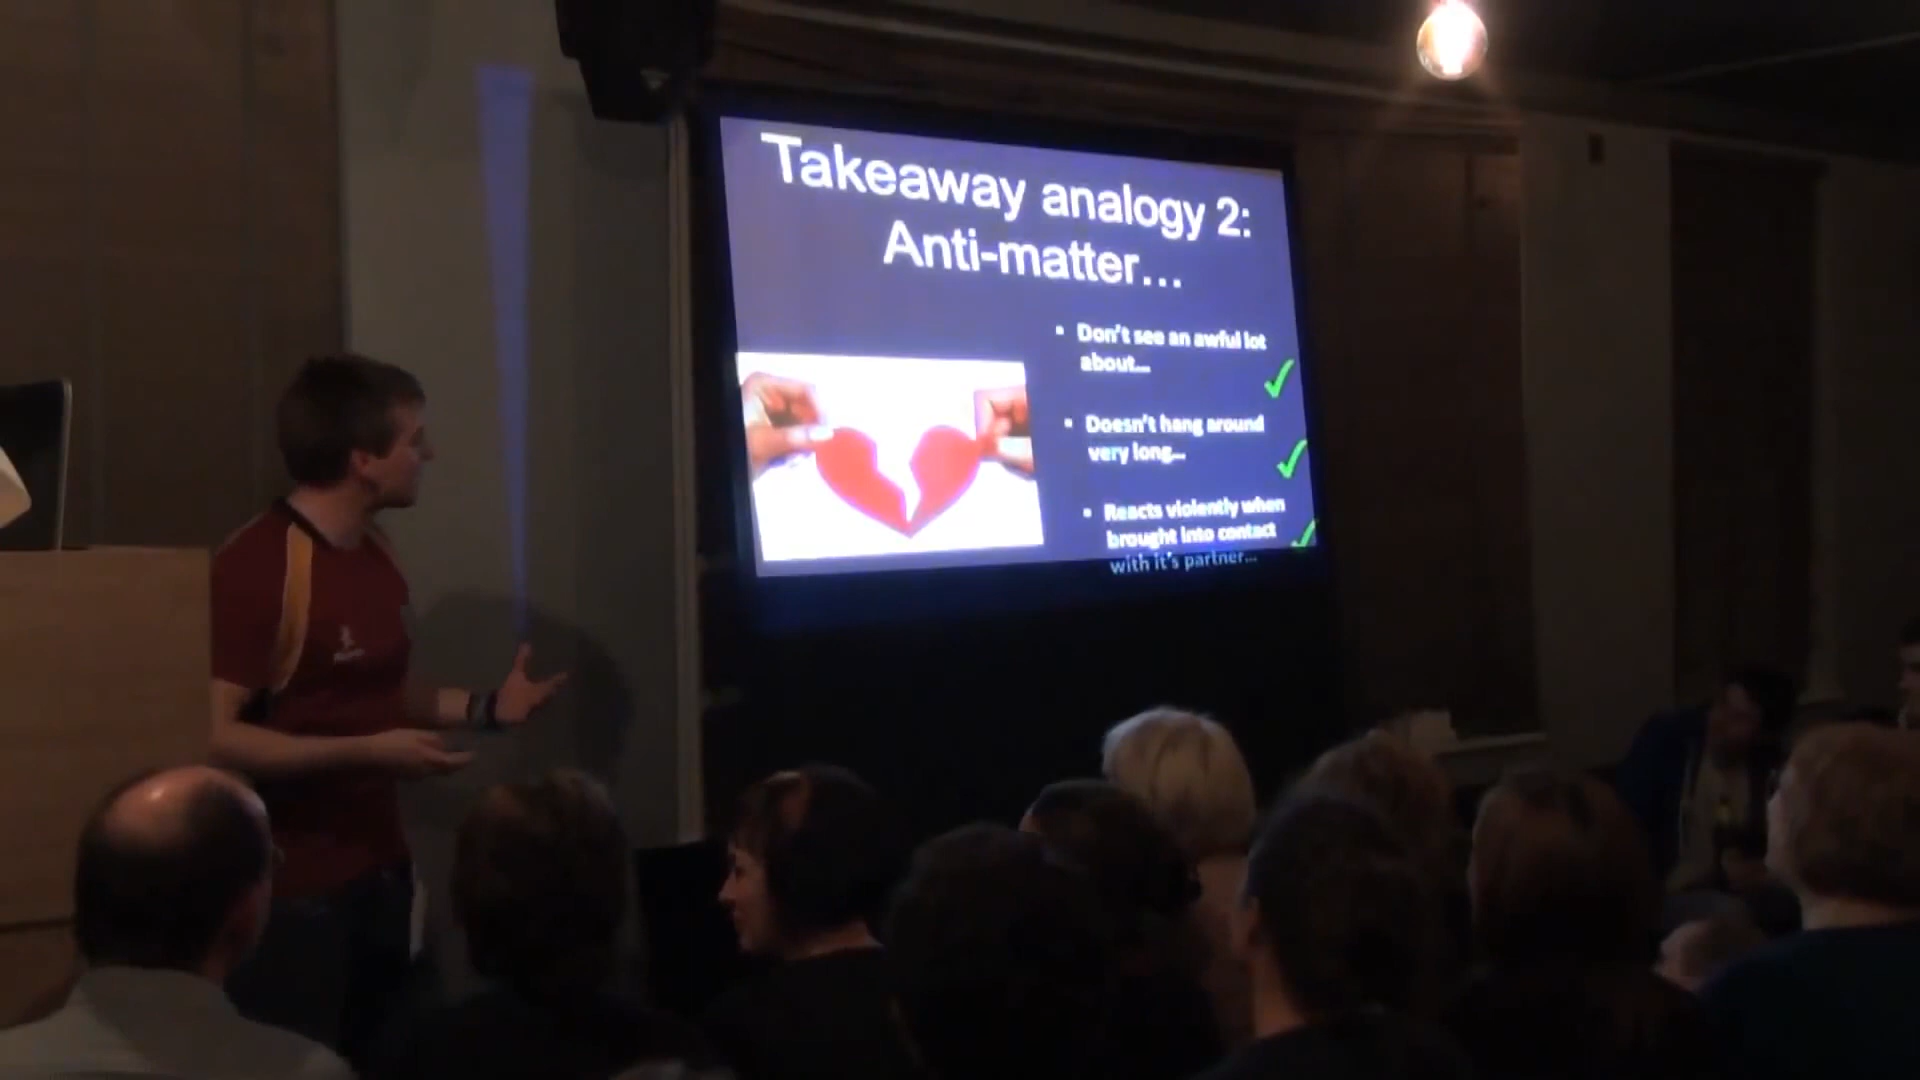 Takeaway analogy 2:
Anti-matter...
• Don't see an awful lot
about...
• Doesn't hang around
very long...
• Reacts violently when
brought into contact
with it's partner...